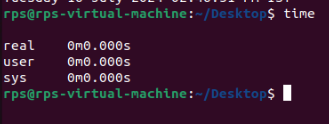 rps@rps-virtual-machine:~/Desktop$ time
real 0m0.000s
user 0m0.000s
sys 0m0.000s
rps@rps-virtual-machine:~/Desktop$